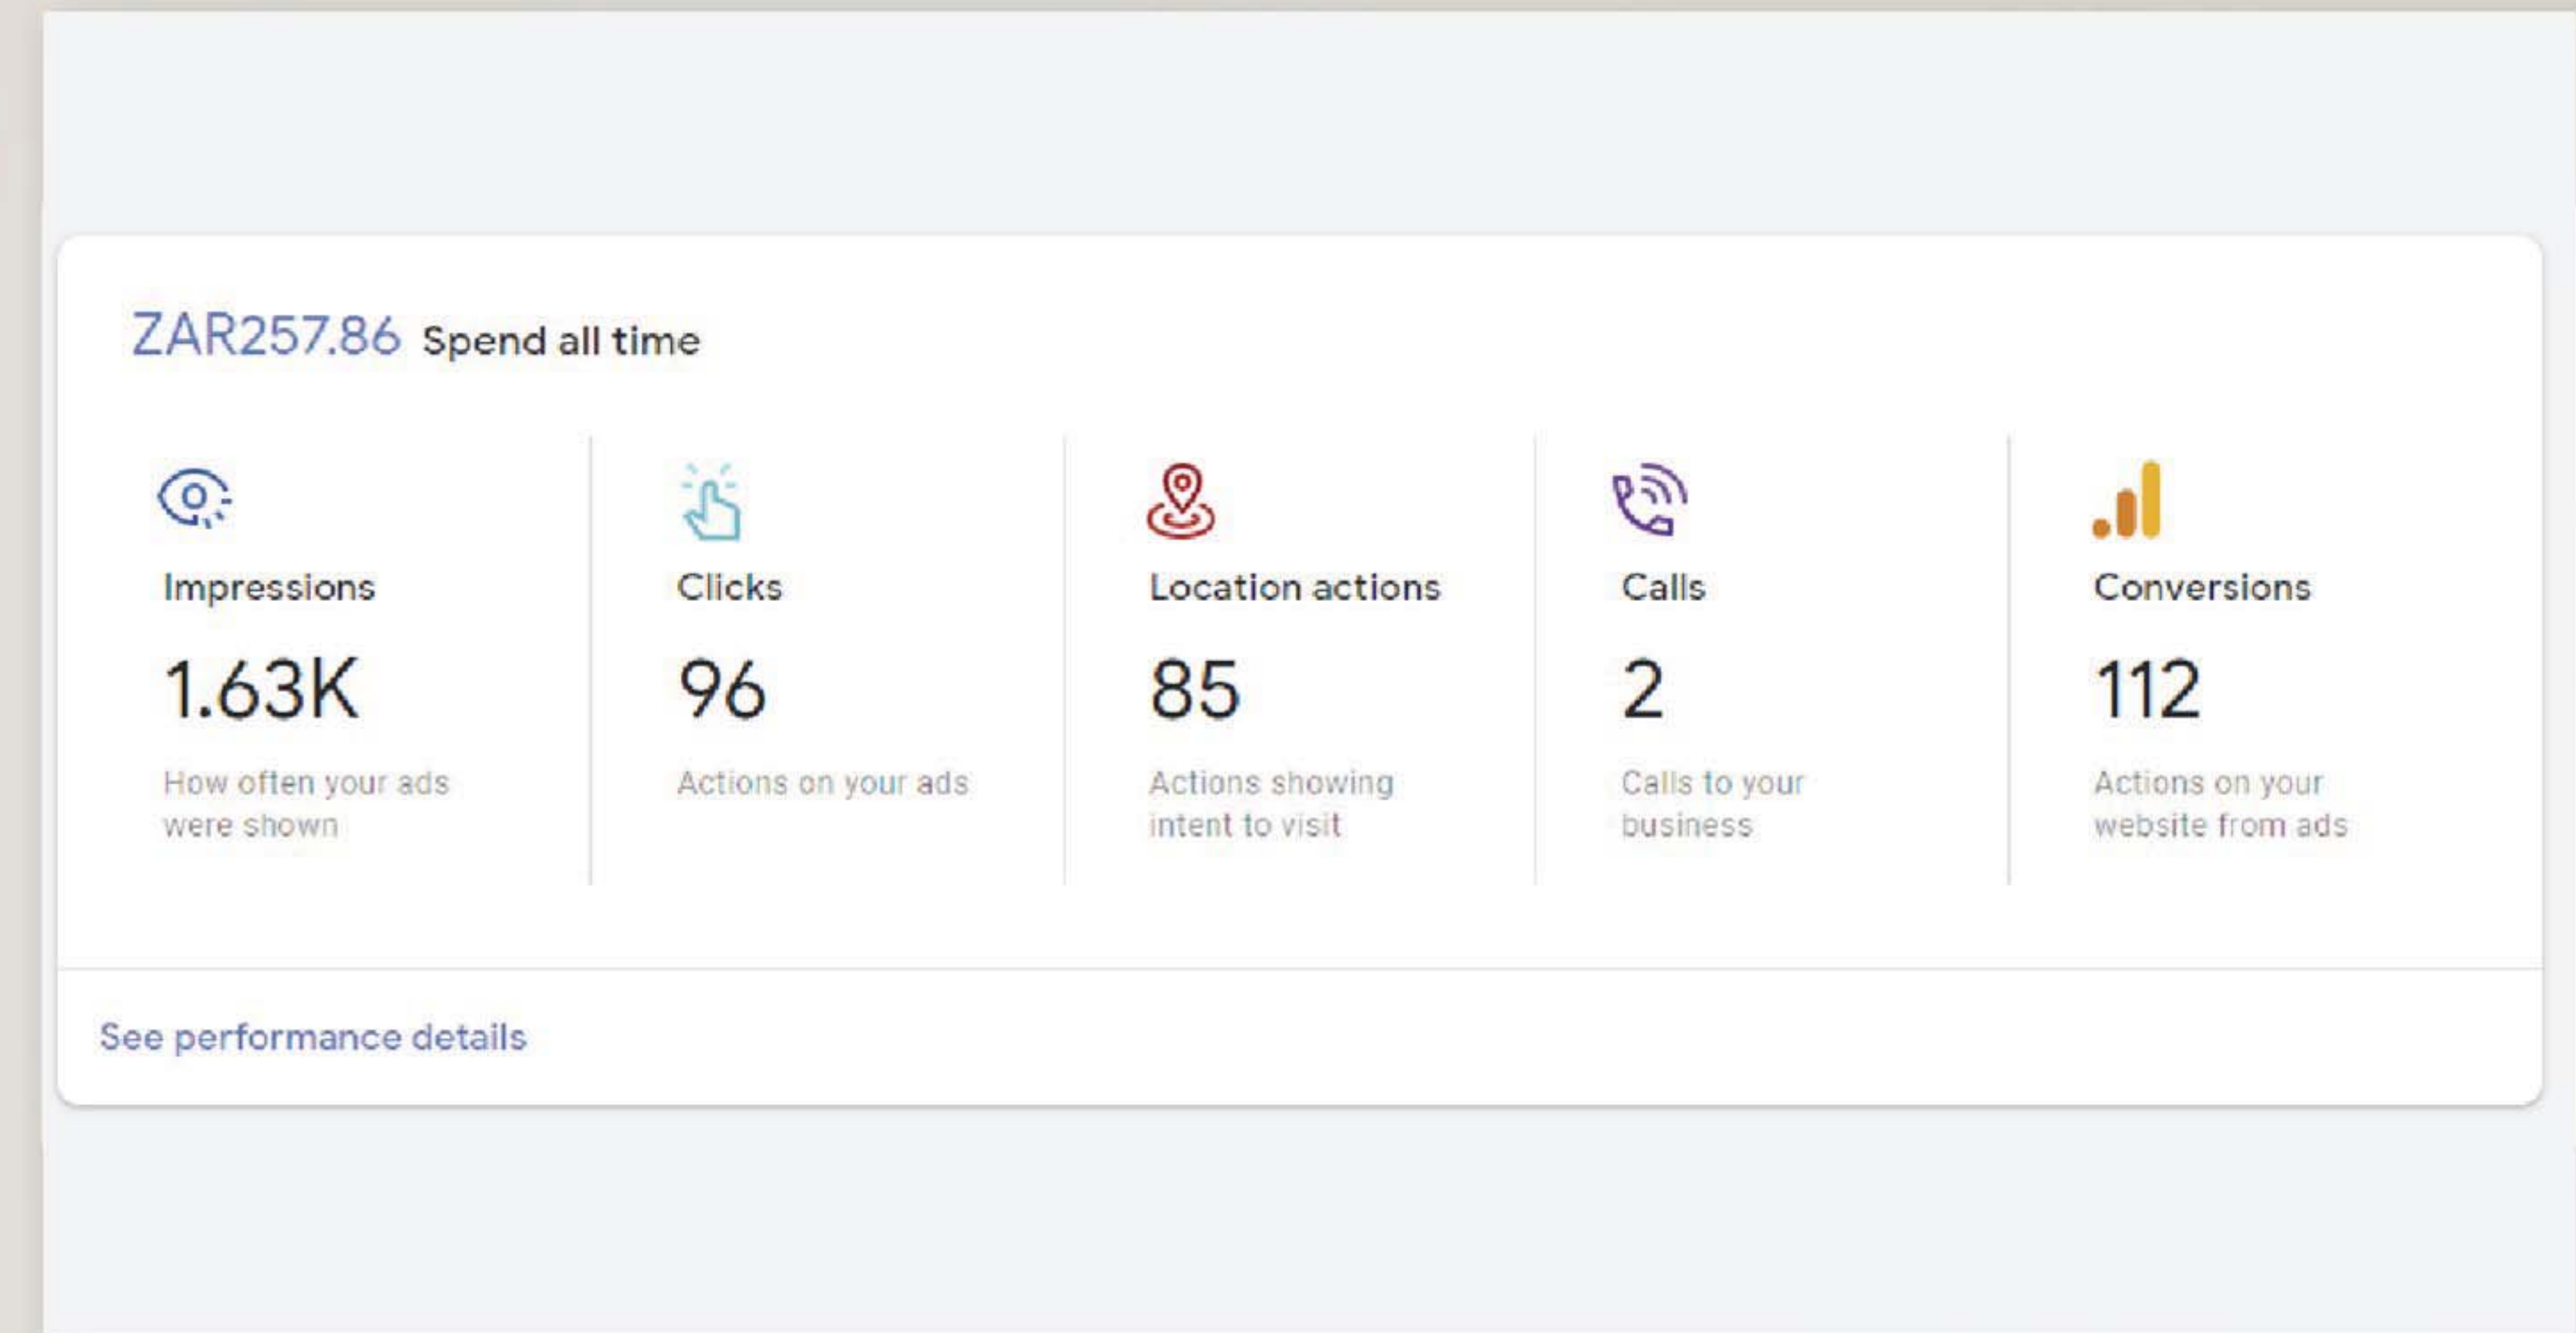 ZAR257.86 Spend all time
Impressions
1.63K
How often your ads
were shown
Clicks
96
Actions on your ads
Location actions
85
Actions showing
intent to visit
Calls
2
Calls to your
business
Conversions
112
Actions on your
website from ads
See performance details